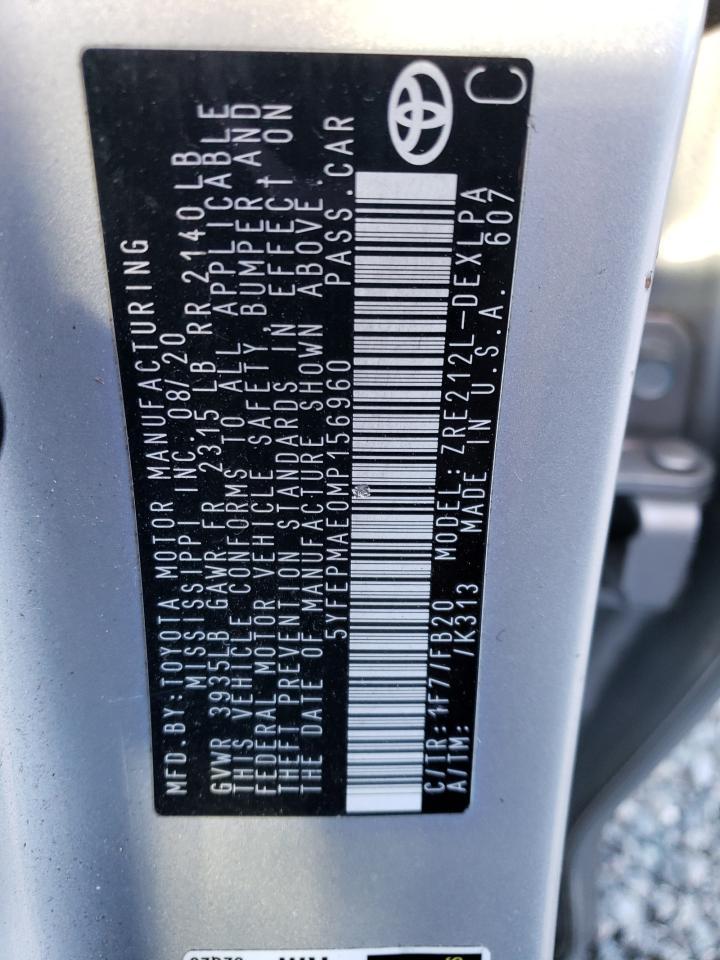 MFD.BY:TOYOTA MOTOR MANUFACTURING
MISSISSIPPI INC. 08/20
GVWR 3935LB GAWR FR 2315 LB RR 2140LB
THIS VEHICLE CONFORMS TO ALL APPLICABLE
FEDERAL MOTOR VEHICLE SAFETY, BUMPER AND
THEFT PREVENTION STANDARDS IN EFFECT ON
THE DATE OF MANUFACTURE SHOWN ABOVE.
5YFEPMAE0MP156960 PASS.CAR
C/TR: 1F7/FB20 MODEL: ZRE212L-DEXLPA
A/TM: /K313 MADE IN U.S.A. 607
C